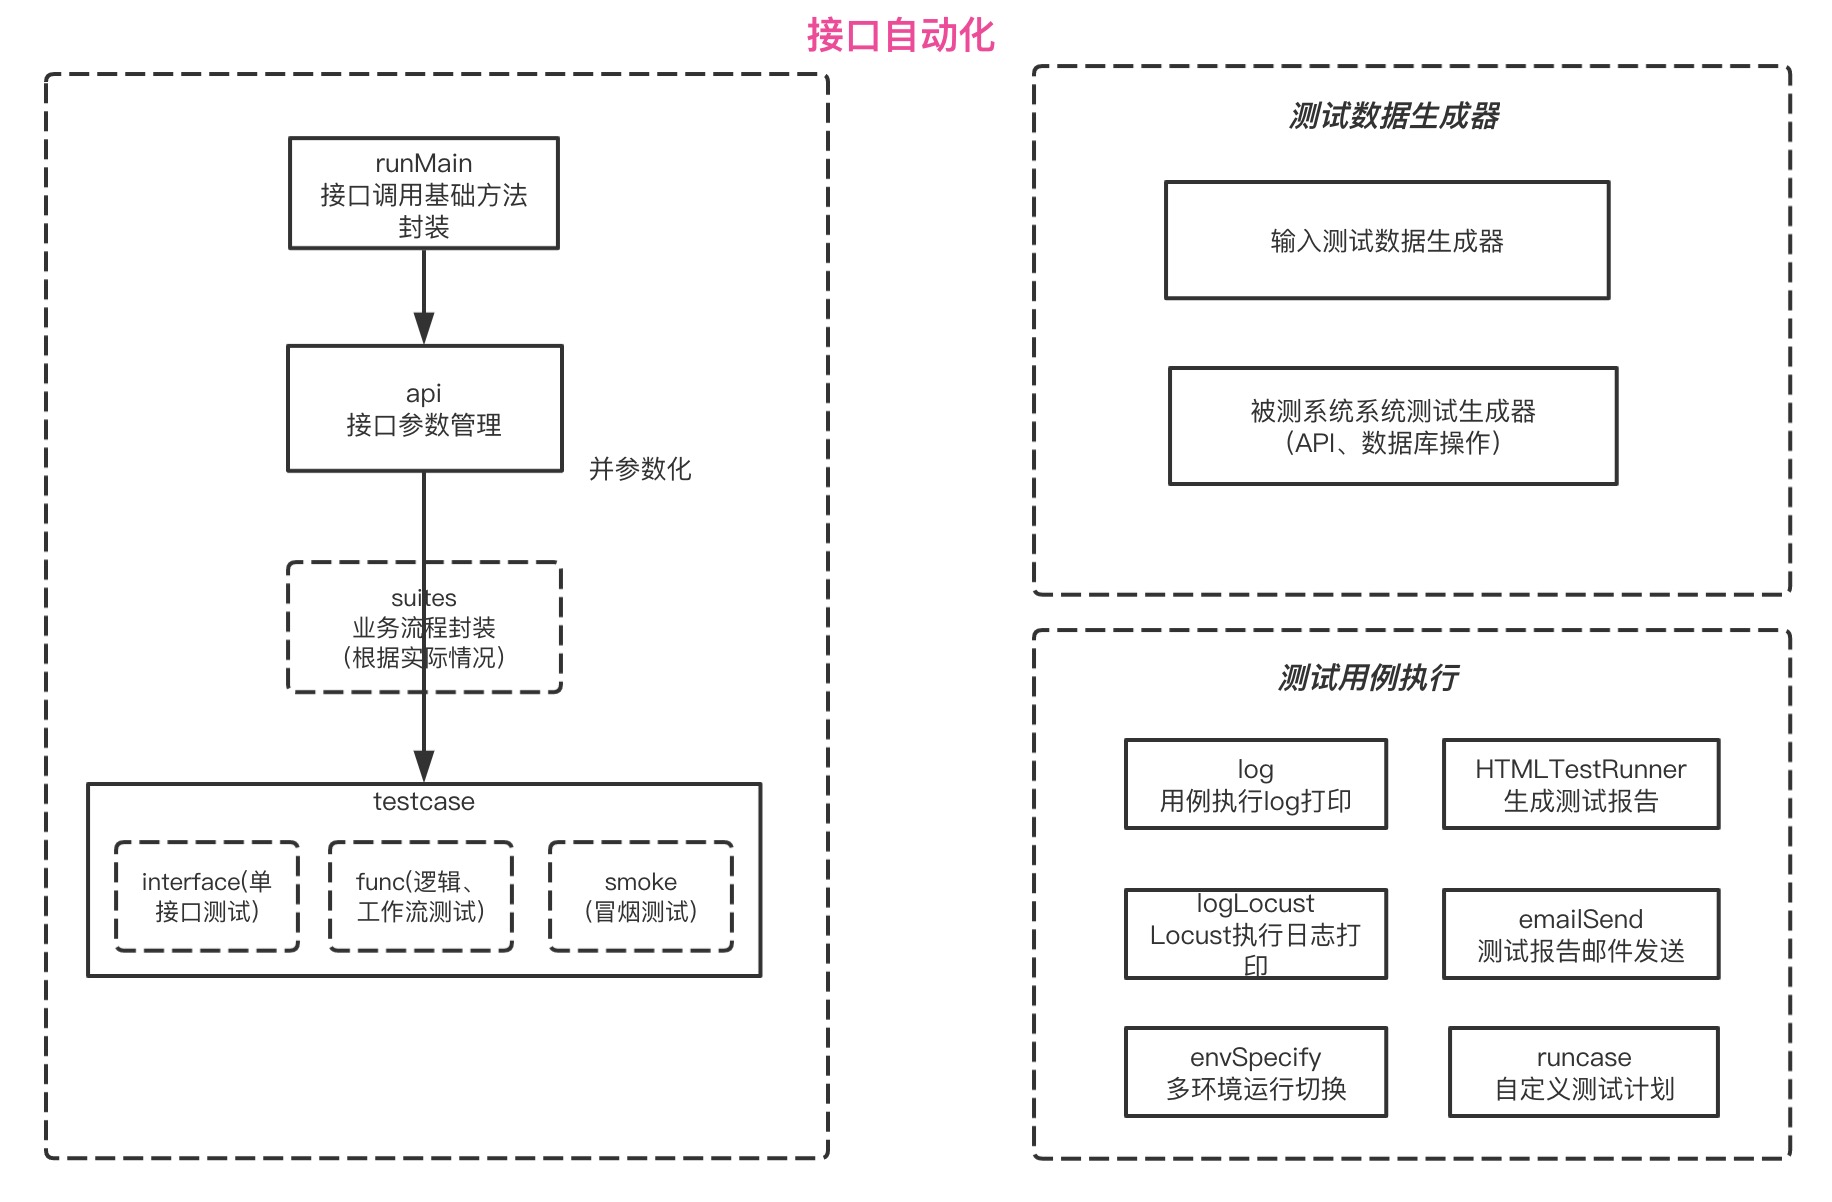 接口自动化
runMain
接口调用基础方法
封装
api
接口参数管理
并参数化
suites
业务流程封装
（根据实际情况）
testcase
interface(单
接口测试）
func(逻辑、
工作流测试）
smoke
（冒烟测试）
测试数据生成器
输入测试数据生成器
被测系统系统测试生成器
（API、数据库操作）
测试用例执行
log
用例执行log打印
HTMLTestRunner
生成测试报告
logLocust
Locust执行日志打
印
emailSend
测试报告邮件发送
envSpecify
多环境运行切换
runcase
自定义测试计划